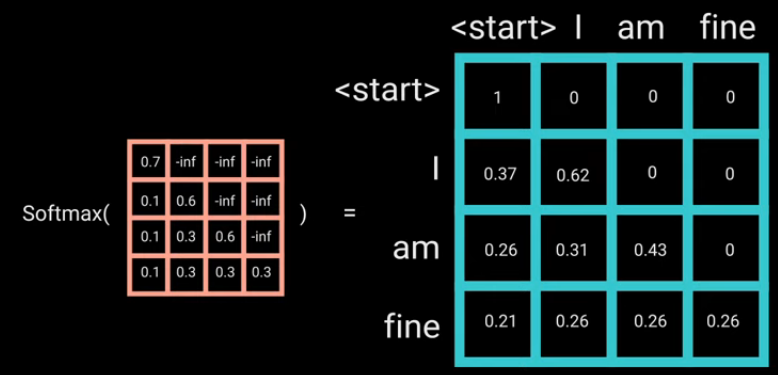 <start> I am fine
<start> 1 0 0 0
I 0.37 0.62 0 0
am 0.26 0.31 0.43 0
fine 0.21 0.26 0.26 0.26
Softmax(
0.7 -inf -inf -inf
0.1 0.6 -inf -inf
0.1 0.3 0.6 -inf
0.1 0.3 0.3 0.3
) =